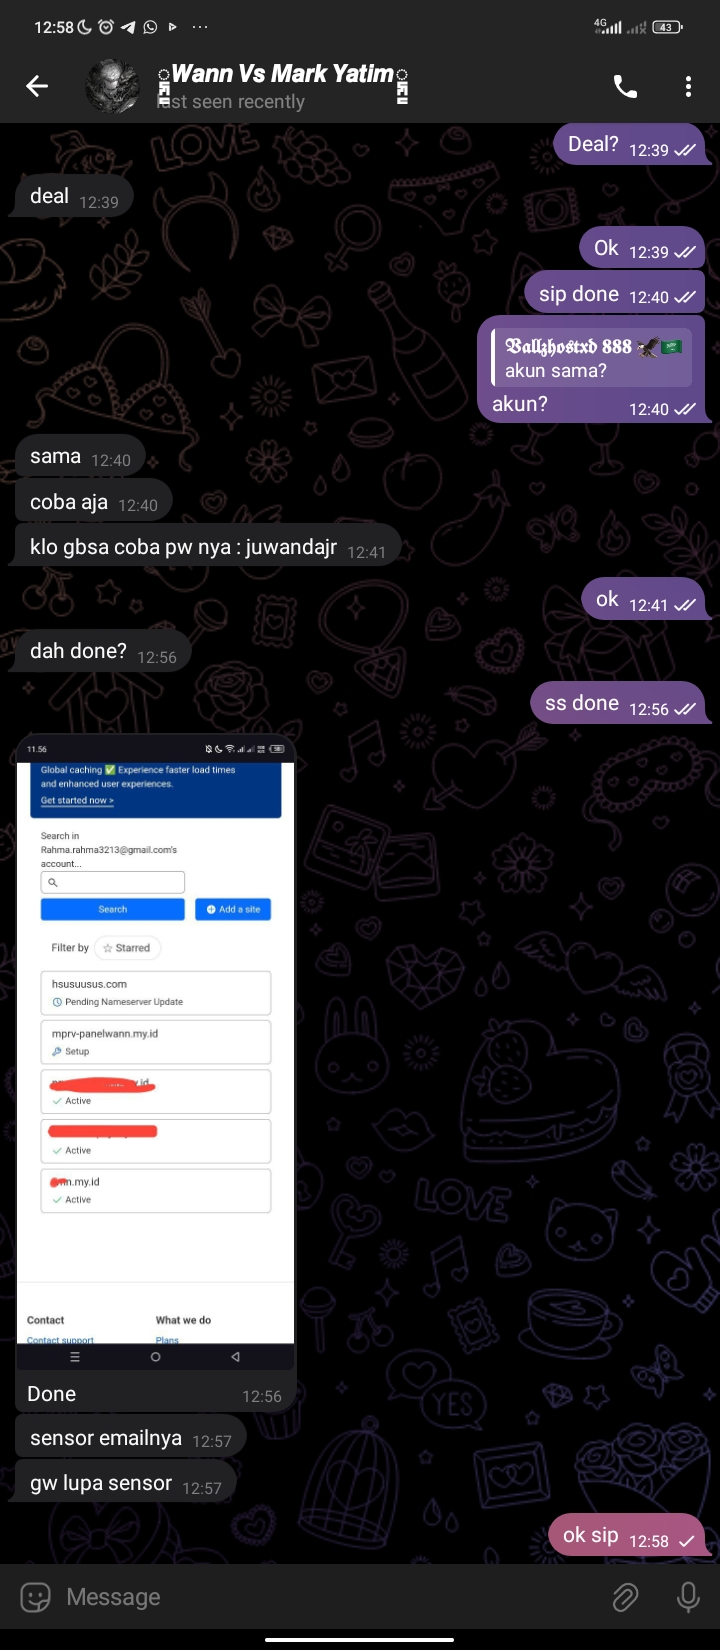 12:58
4G
43
Wann Vs Mark Yatim
last seen recently
Deal? 12:39
deal 12:39
Ok 12:39
sip done 12:40
𝕭𝖆𝖑𝖑𝖟𝖍𝖔𝖘𝖙𝖝𝖉 𝟖𝟖𝟖 🦅🇸🇦
akun sama?
akun? 12:40
sama 12:40
coba aja 12:40
klo gbsa coba pw nya : juwandajr 12:41
ok 12:41
dah done? 12:56
ss done 12:56
11.56
Global caching ✅ Experience faster load times
and enhanced user experiences.
Get started now >
Search in
Rahma.rahma3213@gmail.com's
account...
Search
Add a site
Filter by ☆ Starred
hsusuusus.com
Pending Nameserver Update
mprv-panelwann.my.id
Setup
Active
Active
n.my.id
Active
Contact What we do
Contact support Plans
Done 12:56
sensor emailnya 12:57
gw lupa sensor 12:57
ok sip 12:58
Message
LOVE
LOVE
YES